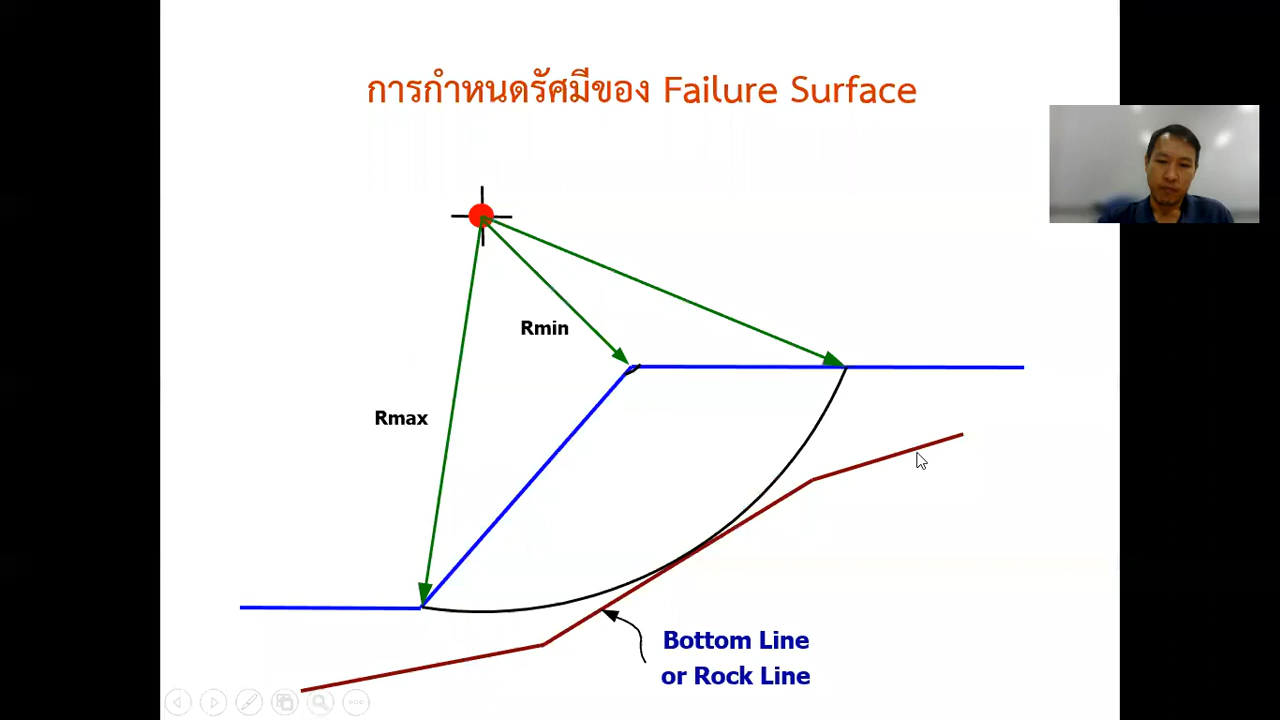 การกำหนดรัศมีของ Failure Surface
Rmin
Rmax
Bottom Line
or Rock Line